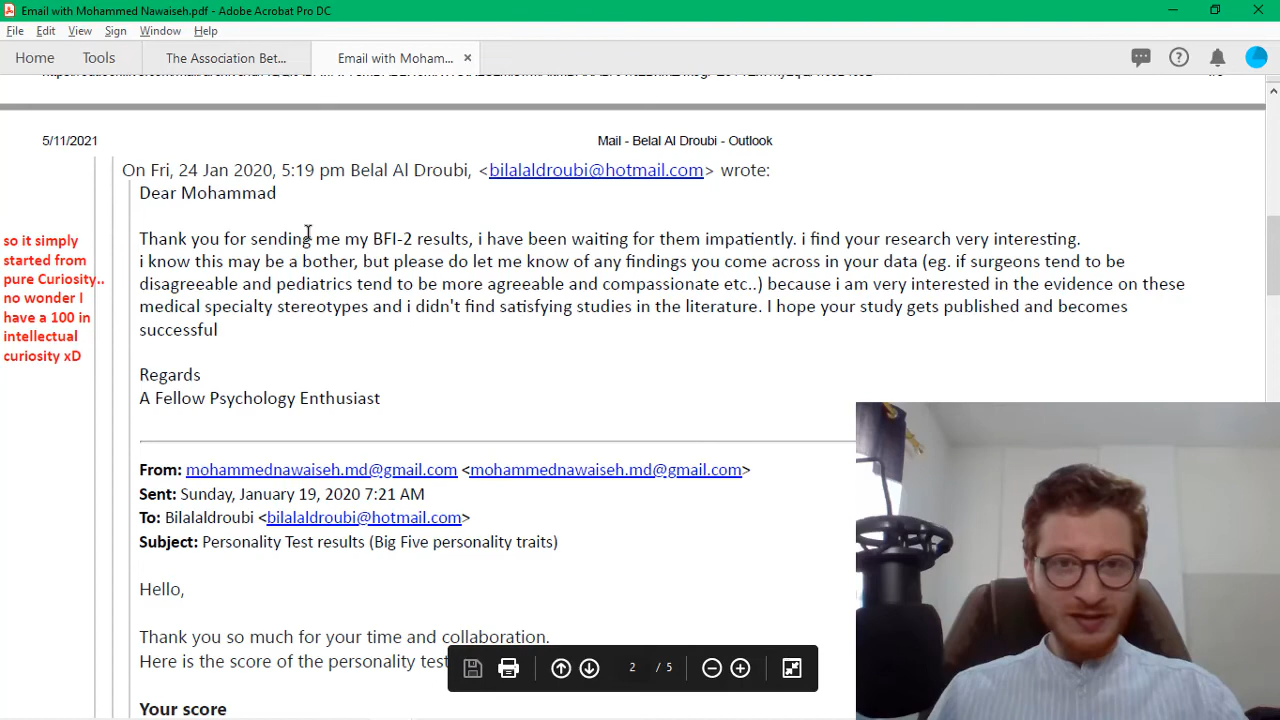 Email with Mohammed Nawaiseh.pdf - Adobe Acrobat Pro DC
File Edit View Sign Window Help
Home Tools The Association Bet... Email with Moham...
5/11/2021 Mail - Belal Al Droubi - Outlook
On Fri, 24 Jan 2020, 5:19 pm Belal Al Droubi, <bilalaldroubi@hotmail.com> wrote:
Dear Mohammad
Thank you for sending me my BFI-2 results, i have been waiting for them impatiently. i find your research very interesting.
i know this may be a bother, but please do let me know of any findings you come across in your data (eg. if surgeons tend to be
disagreeable and pediatrics tend to be more agreeable and compassionate etc..) because i am very interested in the evidence on these
medical specialty stereotypes and i didn't find satisfying studies in the literature. I hope your study gets published and becomes
successful
Regards
A Fellow Psychology Enthusiast
so it simply
started from
pure Curiosity..
no wonder I
have a 100 in
intellectual
curiosity xD
From: mohammednawaiseh.md@gmail.com <mohammednawaiseh.md@gmail.com>
Sent: Sunday, January 19, 2020 7:21 AM
To: Bilalaldroubi <bilalaldroubi@hotmail.com>
Subject: Personality Test results (Big Five personality traits)
Hello,
Thank you so much for your time and collaboration.
Here is the score of the personality test
Your score
2 / 5